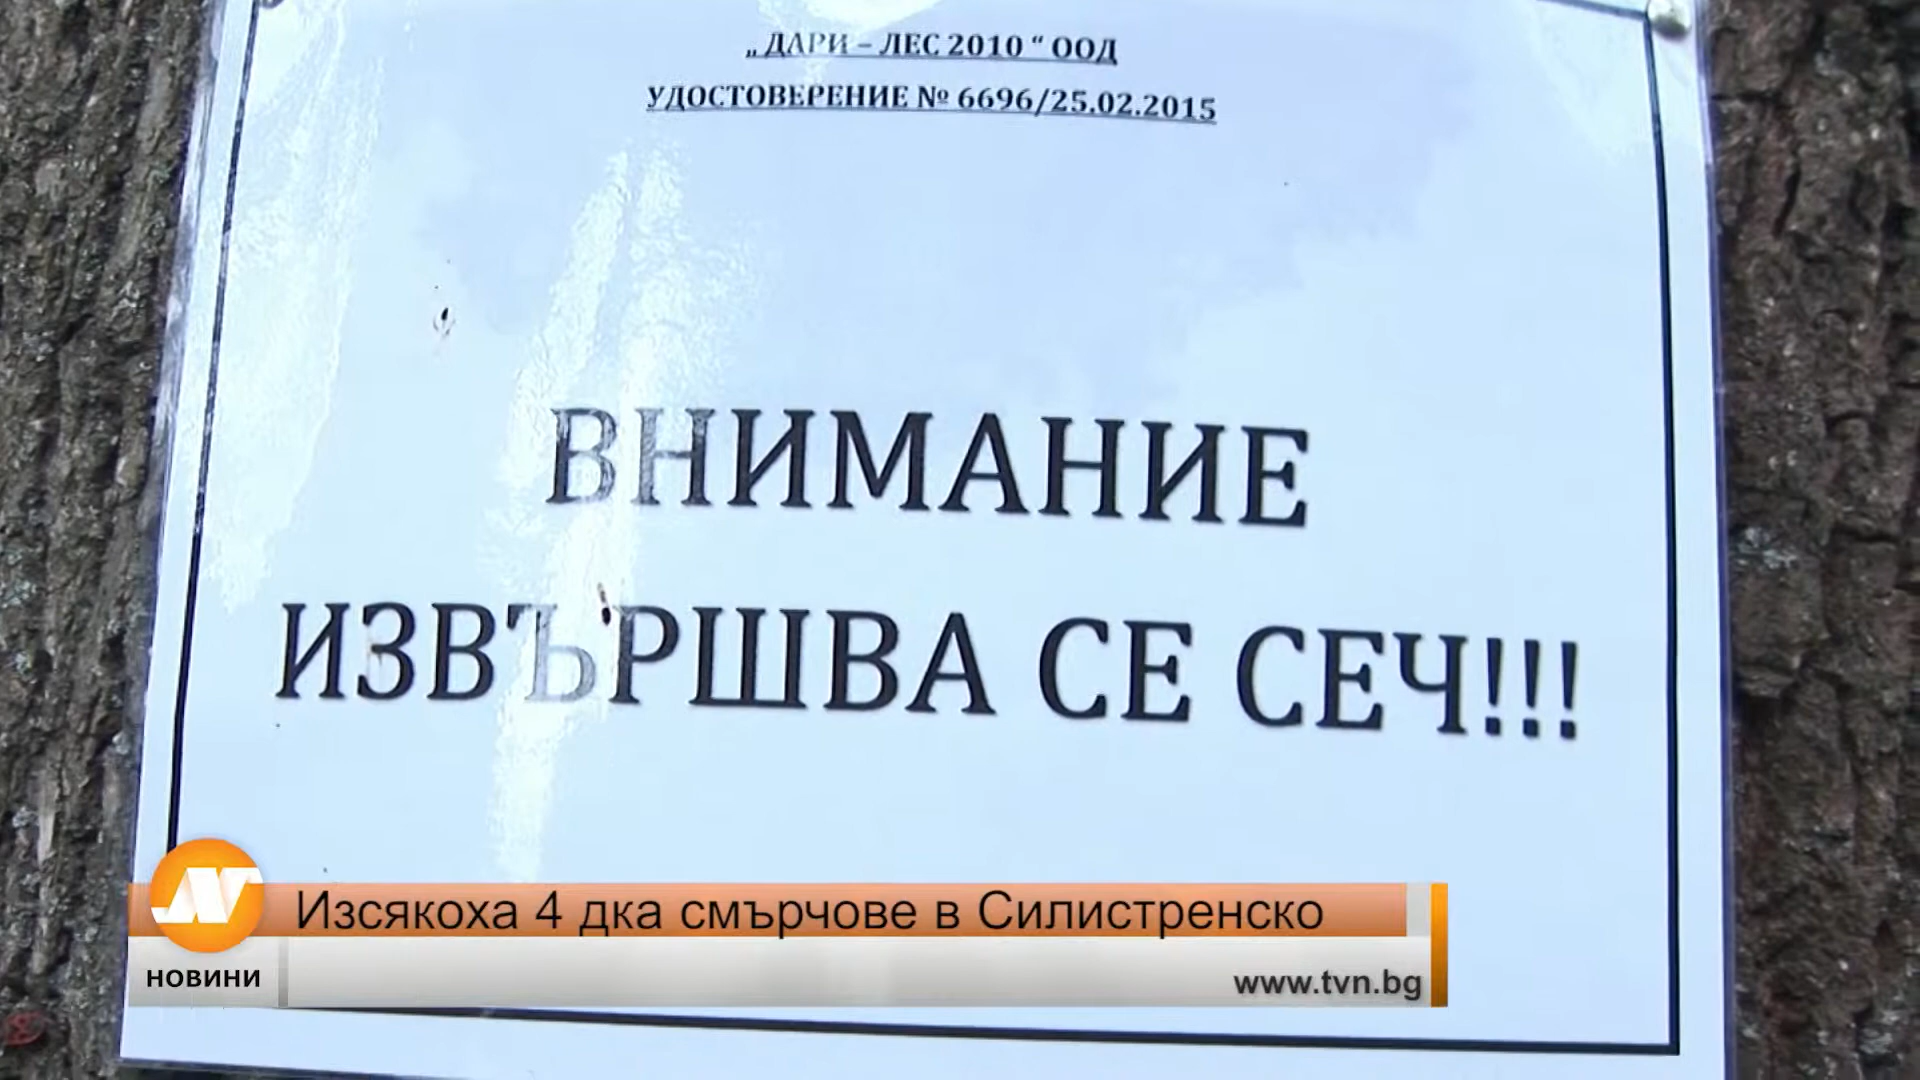 „ ДАРИ – ЛЕС 2010 “ ООД
УДОСТОВЕРЕНИЕ № 6696/25.02.2015
ВНИМАНИЕ
ИЗВЪРШВА СЕ СЕЧ!!!
Изсякоха 4 дка смърчове в Силистренско
НОВИНИ
www.tvn.bg